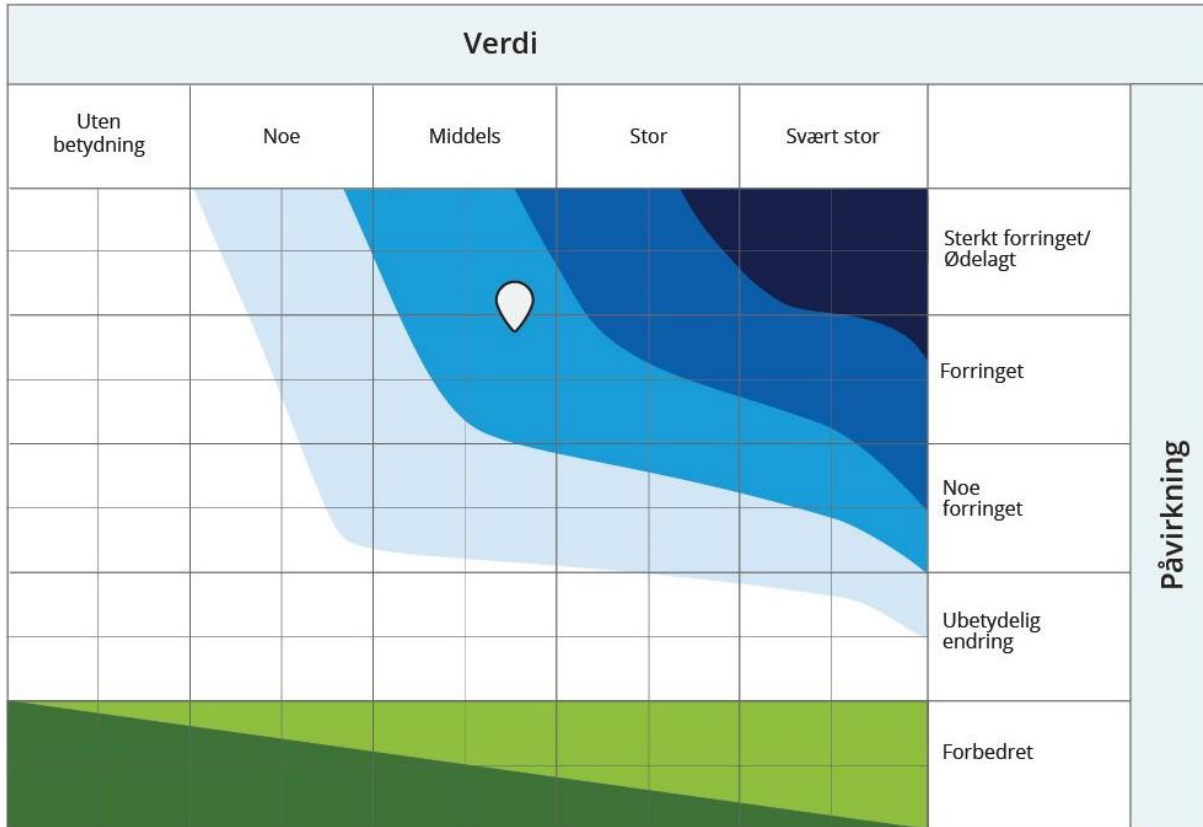 Verdi
Uten
betydning
Noe
Middels
Stor
Svært stor
Sterkt forringet/
Ødelagt
Forringet
Noe
forringet
Ubetydelig
endring
Forbedret
Påvirkning